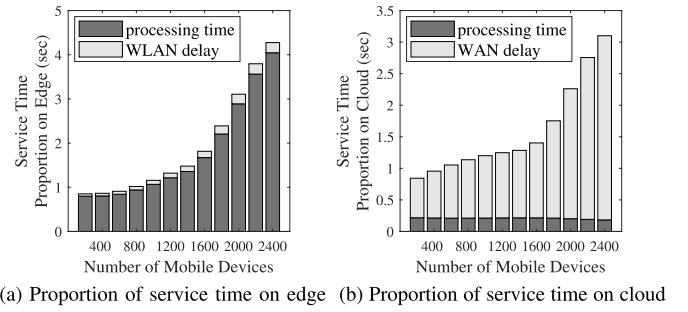 5
4
3
2
1
0
processing time
WLAN delay
Service Time
Proportion on Edge (sec)
400 800 1200 1600 2000 2400
Number of Mobile Devices
(a) Proportion of service time on edge
3.5
3
2.5
2
1.5
1
0.5
0
processing time
WAN delay
Service Time
Proportion on Cloud (sec)
400 800 1200 1600 2000 2400
Number of Mobile Devices
(b) Proportion of service time on cloud